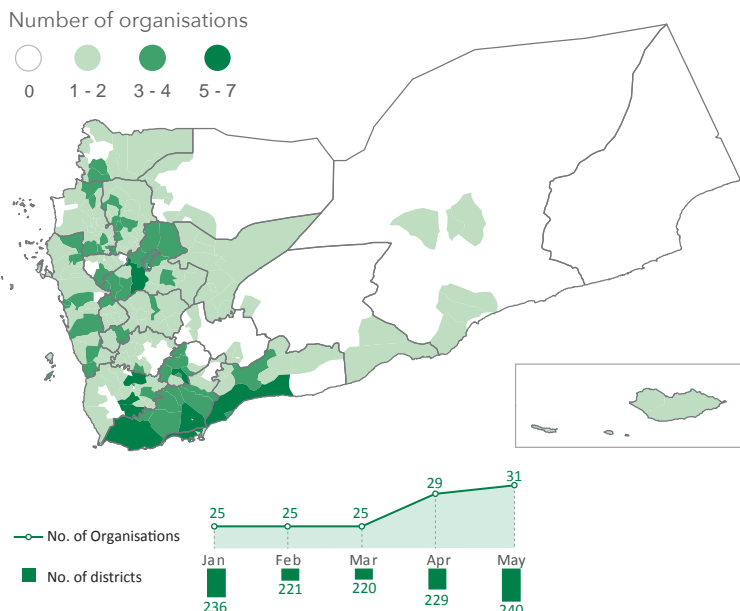 Number of organisations
0 1 - 2 3 - 4 5 - 7
25 25 25 29 31
No. of Organisations
Jan Feb Mar Apr May
No. of districts
236 221 220 229 240